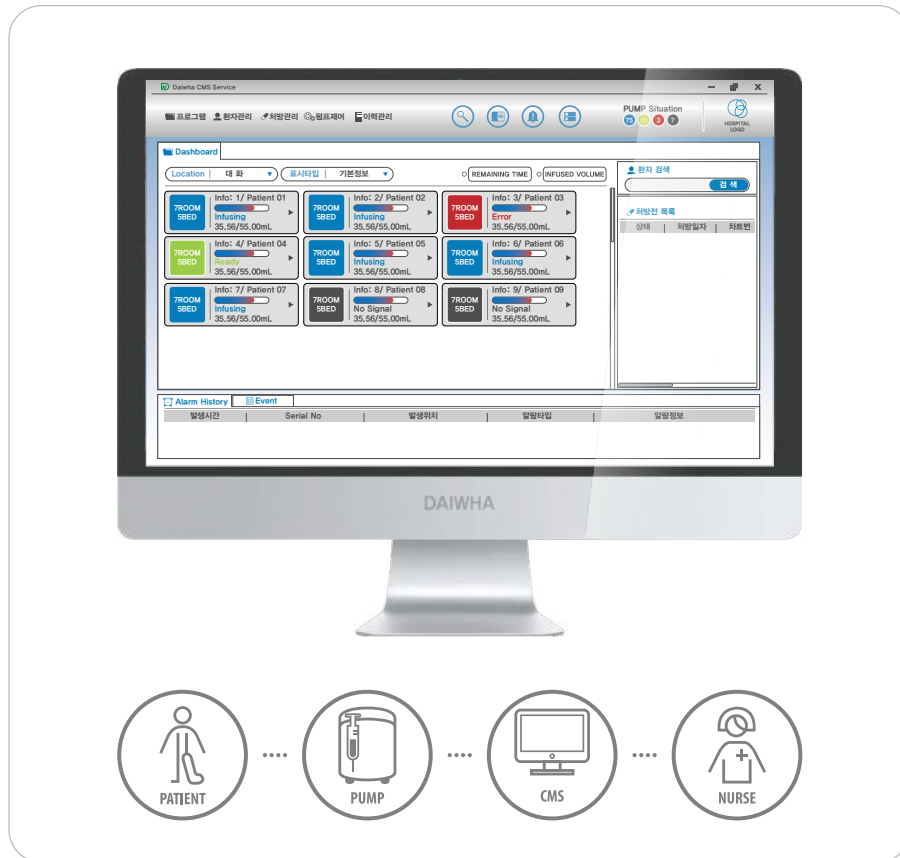 Daiwha CMS Service
프로그램 환자관리 처방관리 펌프제어 이력관리
PUMP Situation
75 15 3 7
HOSPITAL
LOGO
Dashboard
Location | 대 화 ▼ 표시타입 | 기본정보 ▼
REMAINING TIME INFUSED VOLUME
환자 검색
검 색
7ROOM
5BED
Info: 1/ Patient 01
Infusing
35.56/55.00mL
7ROOM
5BED
Info: 2/ Patient 02
Infusing
35.56/55.00mL
7ROOM
5BED
Info: 3/ Patient 03
Error
35.56/55.00mL
처방전 목록
상태 | 처방일자 | 차트번
7ROOM
5BED
Info: 4/ Patient 04
Ready
35.56/55.00mL
7ROOM
5BED
Info: 5/ Patient 05
Infusing
35.56/55.00mL
7ROOM
5BED
Info: 6/ Patient 06
Infusing
35.56/55.00mL
7ROOM
5BED
Info: 7/ Patient 07
Infusing
35.56/55.00mL
7ROOM
5BED
Info: 8/ Patient 08
No Signal
35.56/55.00mL
7ROOM
5BED
Info: 9/ Patient 09
No Signal
35.56/55.00mL
Alarm History Event
발생시간 | Serial No | 발생위치 | 알람타입 | 알람정보
DAIWHA
PATIENT
PUMP
CMS
NURSE